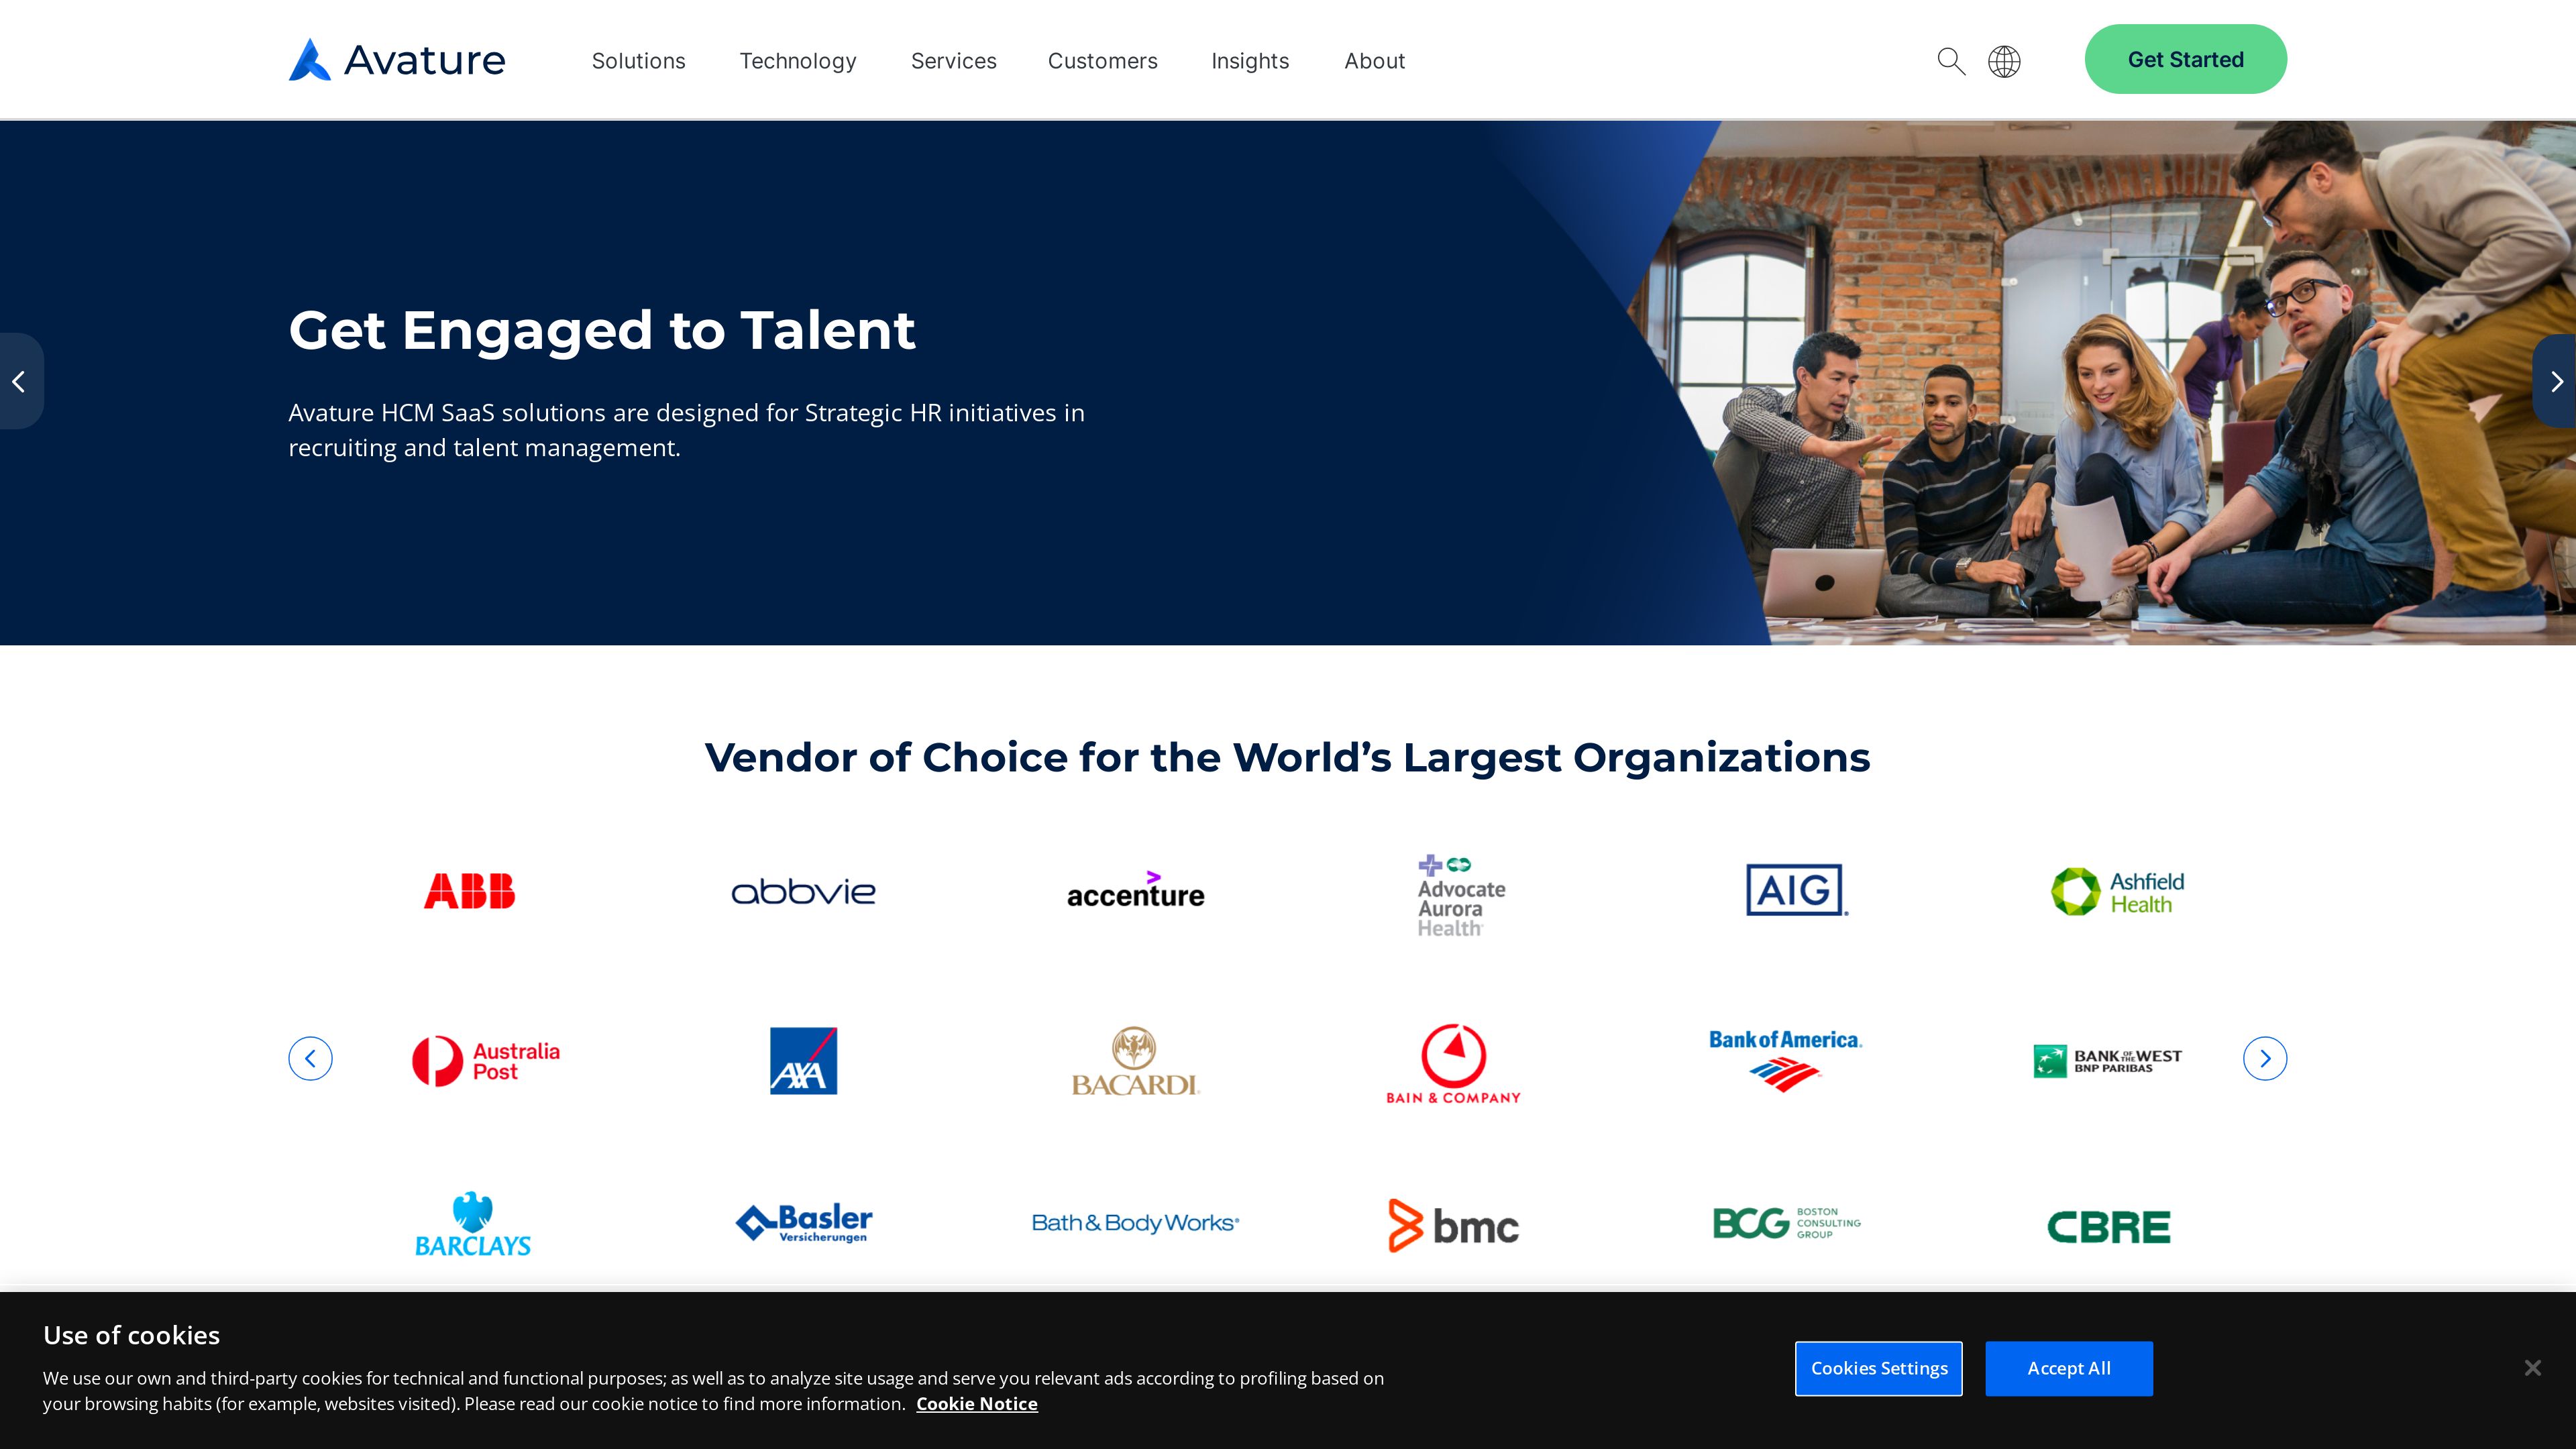 Avature
Solutions
Technology
Services
Customers
Insights
About
Get Started
Get Engaged to Talent
Avature HCM SaaS solutions are designed for Strategic HR initiatives in
recruiting and talent management.
Vendor of Choice for the World’s Largest Organizations
ABB
abbvie
accenture
Advocate
Aurora
Health
AIG
Ashfield
Health
Australia
Post
AXA
BACARDI
BAIN & COMPANY
Bank of America
BANK OF THE WEST
BNP PARIBAS
BARCLAYS
Basler
Versicherungen
Bath & Body Works®
bmc
BCG
BOSTON
CONSULTING
GROUP
CBRE
Use of cookies
We use our own and third-party cookies for technical and functional purposes; as well as to analyze site usage and serve you relevant ads according to profiling based on
your browsing habits (for example, websites visited). Please read our cookie notice to find more information. Cookie Notice
Cookies Settings
Accept All